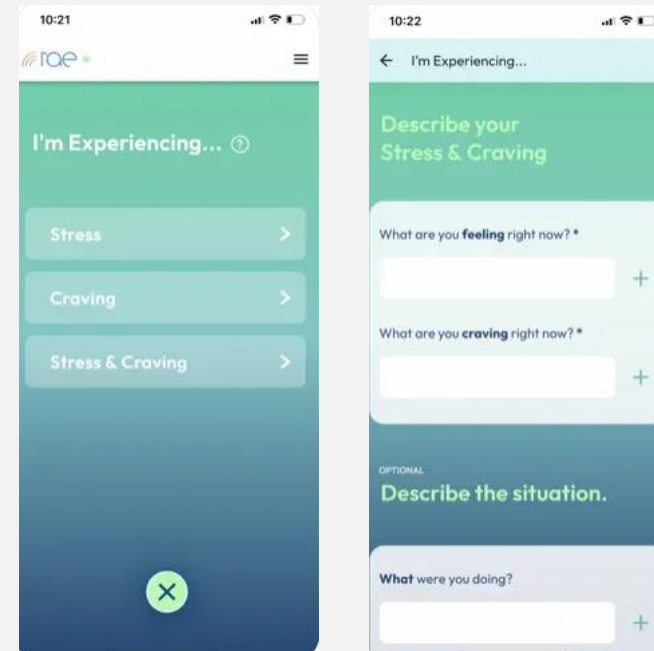 10:21
rae
I'm Experiencing...
Stress
Craving
Stress & Craving
10:22
I'm Experiencing...
Describe your
Stress & Craving
What are you feeling right now? *
What are you craving right now? *
OPTIONAL
Describe the situation.
What were you doing?